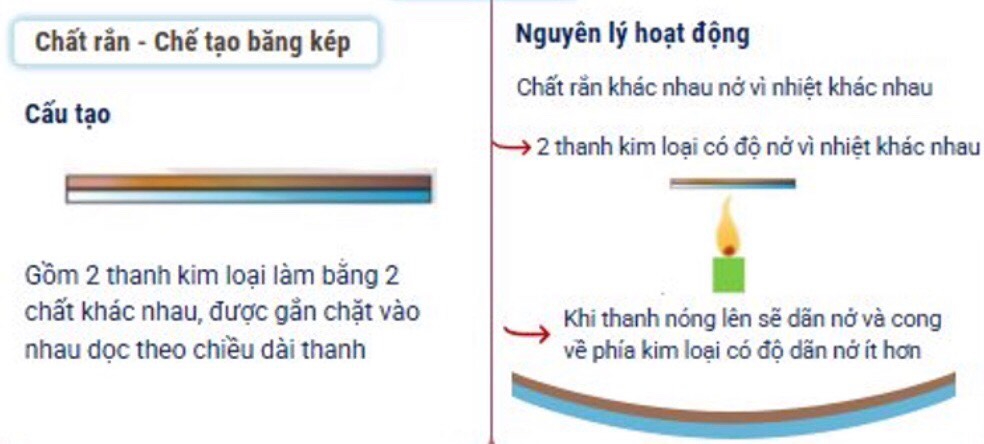 Chất rắn - Chế tạo băng kép
Cấu tạo
Gồm 2 thanh kim loại làm bằng 2
chất khác nhau, được gắn chặt vào
nhau dọc theo chiều dài thanh
Nguyên lý hoạt động
Chất rắn khác nhau nở vì nhiệt khác nhau
2 thanh kim loại có độ nở vì nhiệt khác nhau
Khi thanh nóng lên sẽ dãn nở và cong
về phía kim loại có độ dãn nở ít hơn